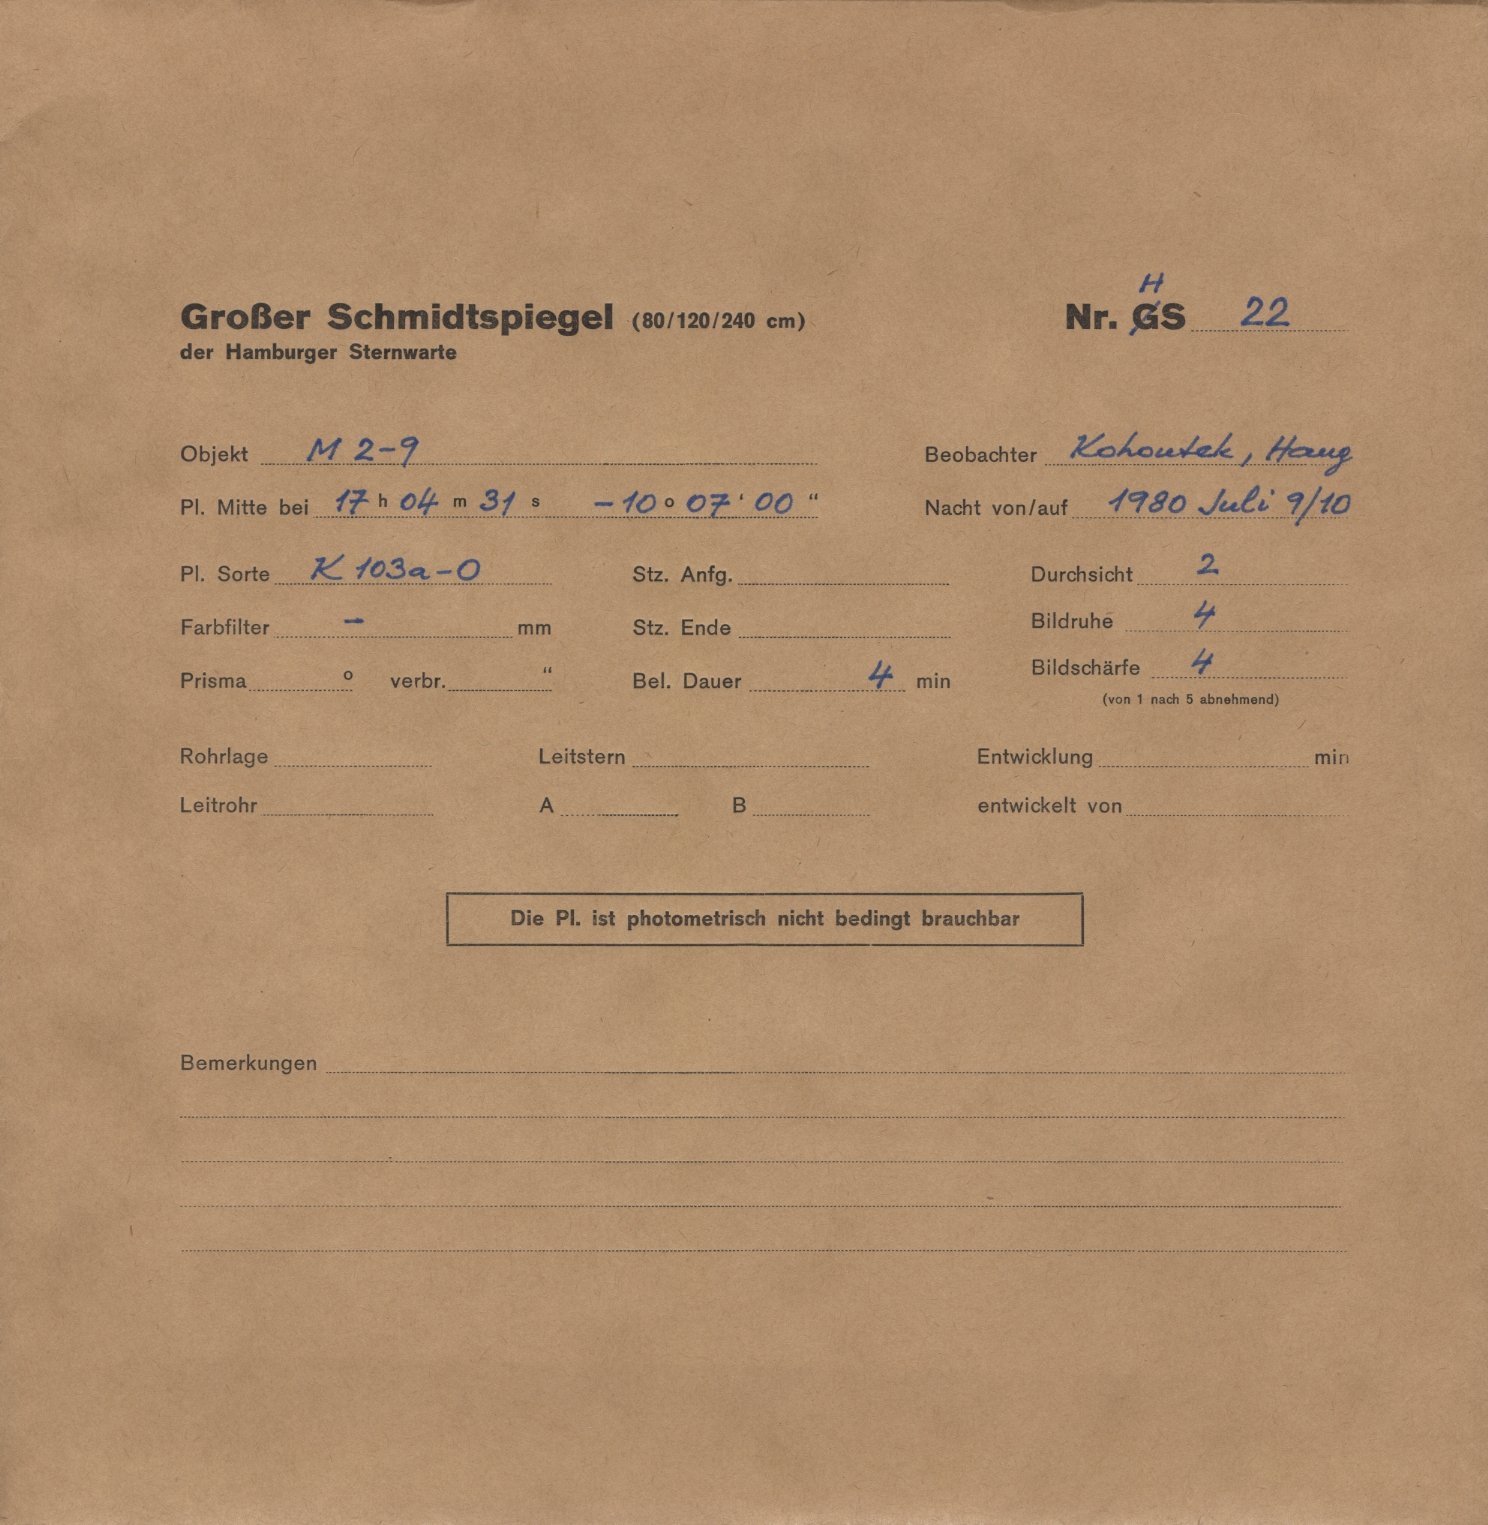 H
Großer Schmidtspiegel (80/120/240 cm) Nr. GS 22
der Hamburger Sternwarte
Objekt M 2-9 Beobachter Kohoutek, Haug
Pl. Mitte bei 17 h 04 m 31 s -10 o 07 ' 00 “ Nacht von/auf 1980 Juli 9/10
Pl. Sorte K 103a-O Stz. Anfg. Durchsicht 2
Farbfilter - mm Stz. Ende Bildruhe 4
Prisma o verbr. “ Bel. Dauer 4 min Bildschärfe 4
(von 1 nach 5 abnehmend)
Rohrlage Leitstern Entwicklung min
Leitrohr A B entwickelt von
Die Pl. ist photometrisch nicht bedingt brauchbar
Bemerkungen